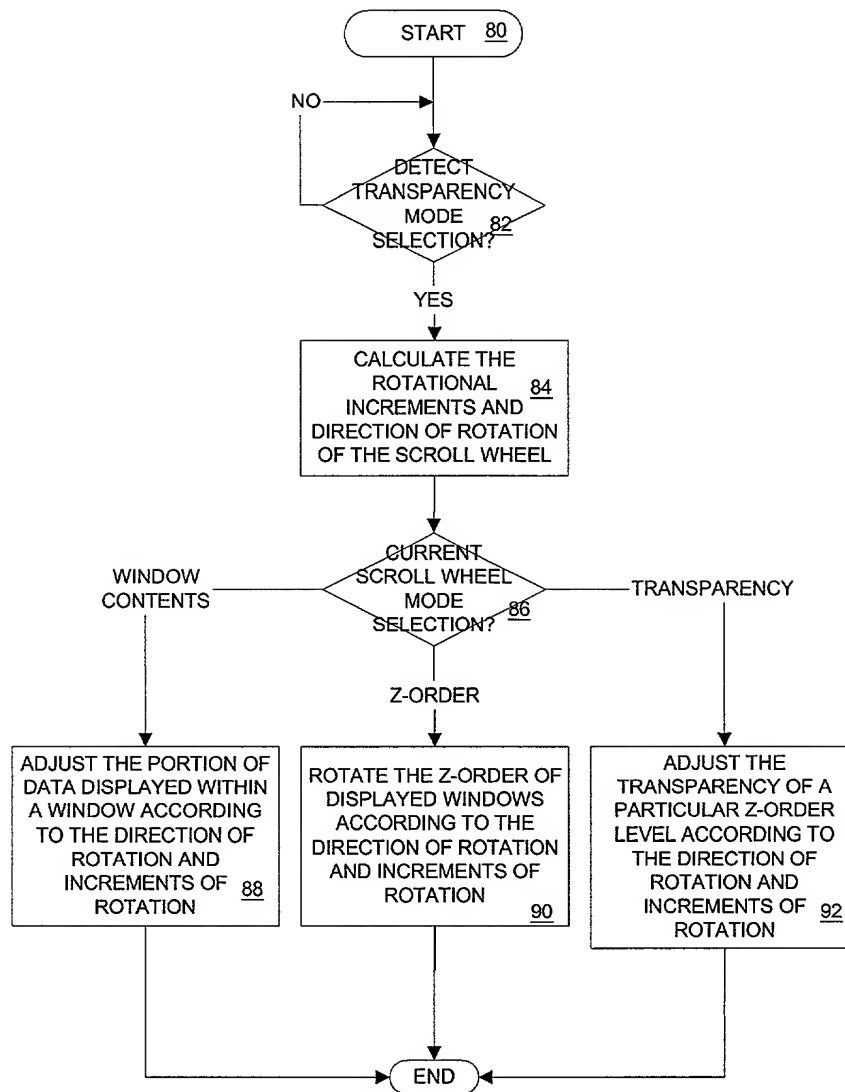 START 80
NO
DETECT
TRANSPARENCY
MODE
SELECTION? 82
YES
CALCULATE THE
ROTATIONAL
INCREMENTS AND 84
DIRECTION OF ROTATION
OF THE SCROLL WHEEL
CURRENT
SCROLL WHEEL
MODE
SELECTION? 86
WINDOW
CONTENTS
Z-ORDER
TRANSPARENCY
ADJUST THE PORTION OF
DATA DISPLAYED WITHIN
A WINDOW ACCORDING
TO THE DIRECTION OF
ROTATION AND
INCREMENTS OF
ROTATION 88
ROTATE THE Z-ORDER OF
DISPLAYED WINDOWS
ACCORDING TO THE
DIRECTION OF ROTATION
AND INCREMENTS OF
ROTATION
90
ADJUST THE
TRANSPARENCY OF A
PARTICULAR Z-ORDER
LEVEL ACCORDING TO
THE DIRECTION OF
ROTATION AND
INCREMENTS OF
ROTATION 92
END